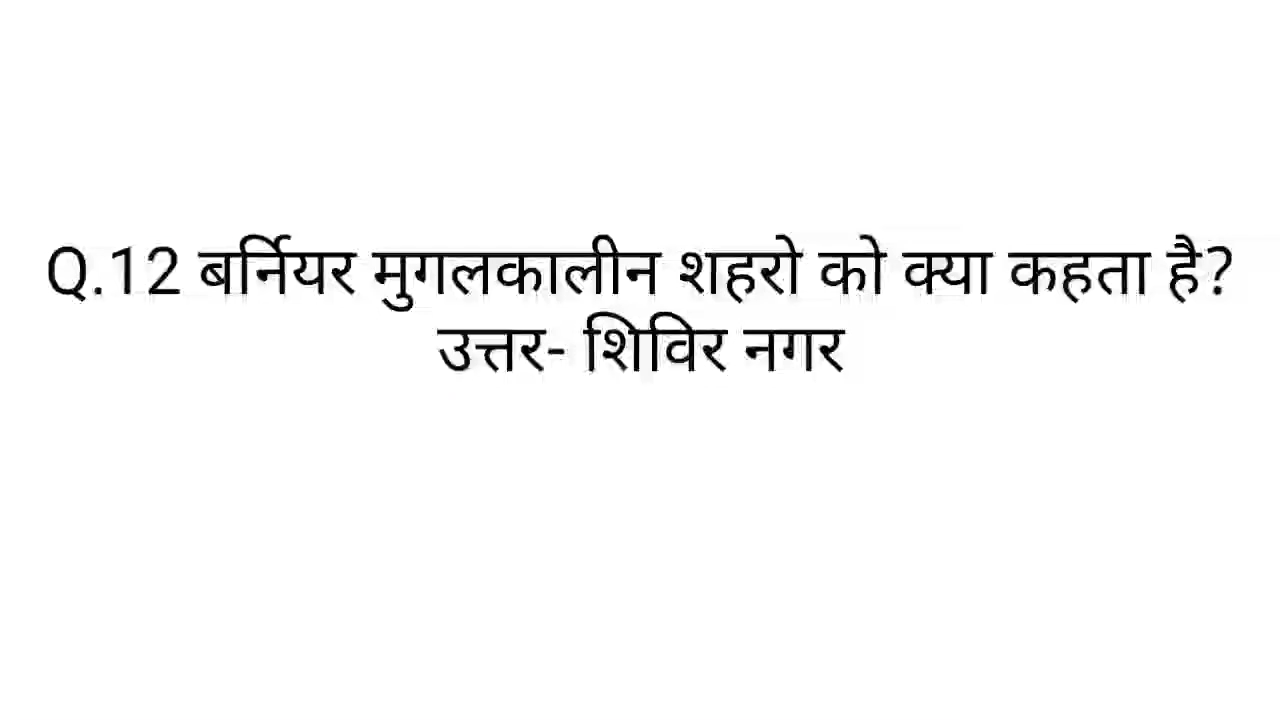 Q.12 बर्नियर मुगलकालीन शहरो को क्या कहता है?
उत्तर- शिविर नगर